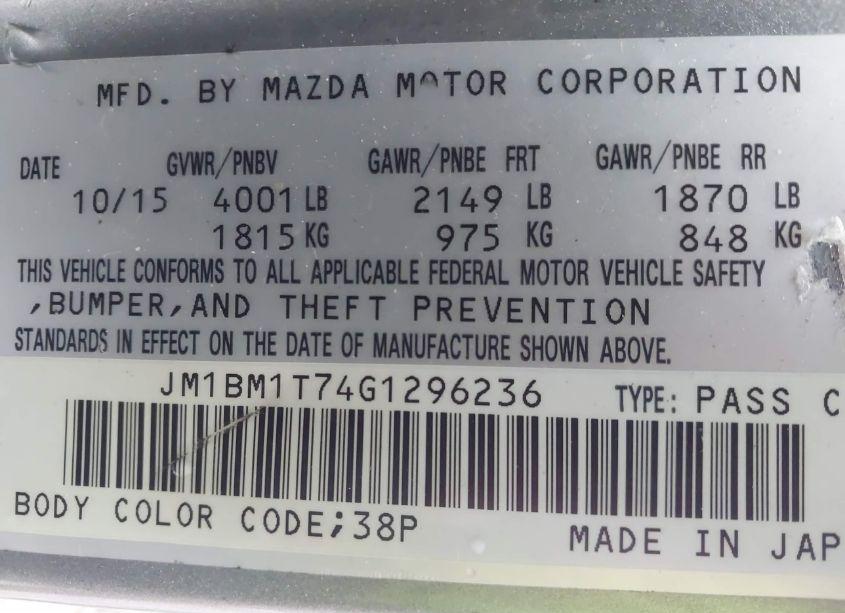 MFD. BY MAZDA MOTOR CORPORATION
DATE GVWR/PNBV GAWR/PNBE FRT GAWR/PNBE RR
10/15 4001 LB 2149 LB 1870 LB
1815 KG 975 KG 848 KG
THIS VEHICLE CONFORMS TO ALL APPLICABLE FEDERAL MOTOR VEHICLE SAFETY
,BUMPER,AND THEFT PREVENTION
STANDARDS IN EFFECT ON THE DATE OF MANUFACTURE SHOWN ABOVE.
JM1BM1T74G1296236 TYPE: PASS C
BODY COLOR CODE;38P
MADE IN JAP